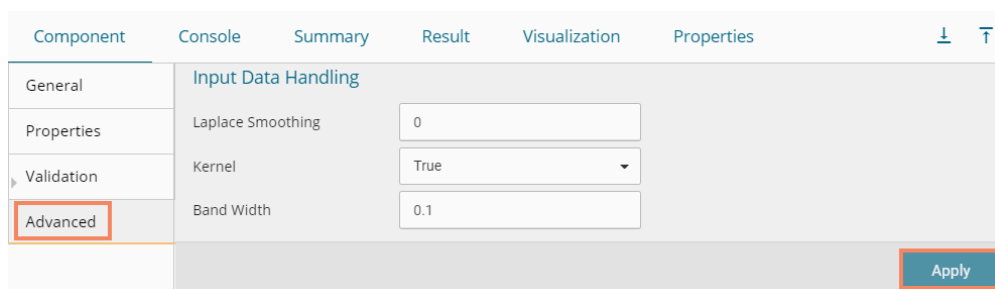 Component Console Summary Result Visualization Properties
General
Input Data Handling
Laplace Smoothing 0
Properties
Kernel True
Validation
Band Width 0.1
Advanced
Apply